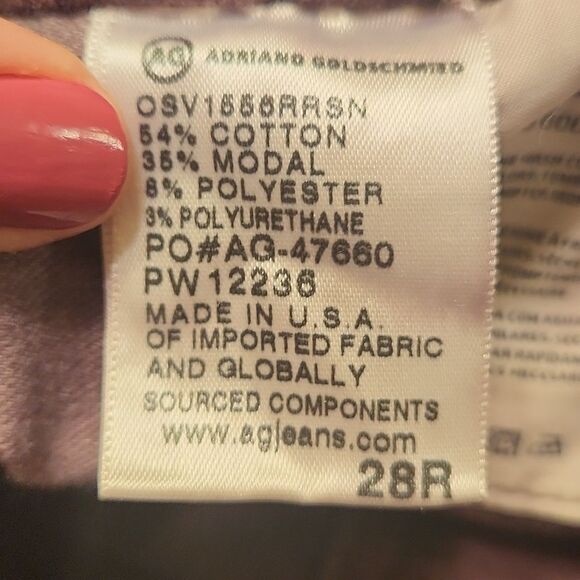 AG ADRIANO GOLDSCHMIED
OSV1556RRSN
54% COTTON
35% MODAL
8% POLYESTER
3% POLYURETHANE
PO#AG-47660
PW12236
MADE IN U.S.A.
OF IMPORTED FABRIC
AND GLOBALLY
SOURCED COMPONENTS
www.agjeans.com
28R